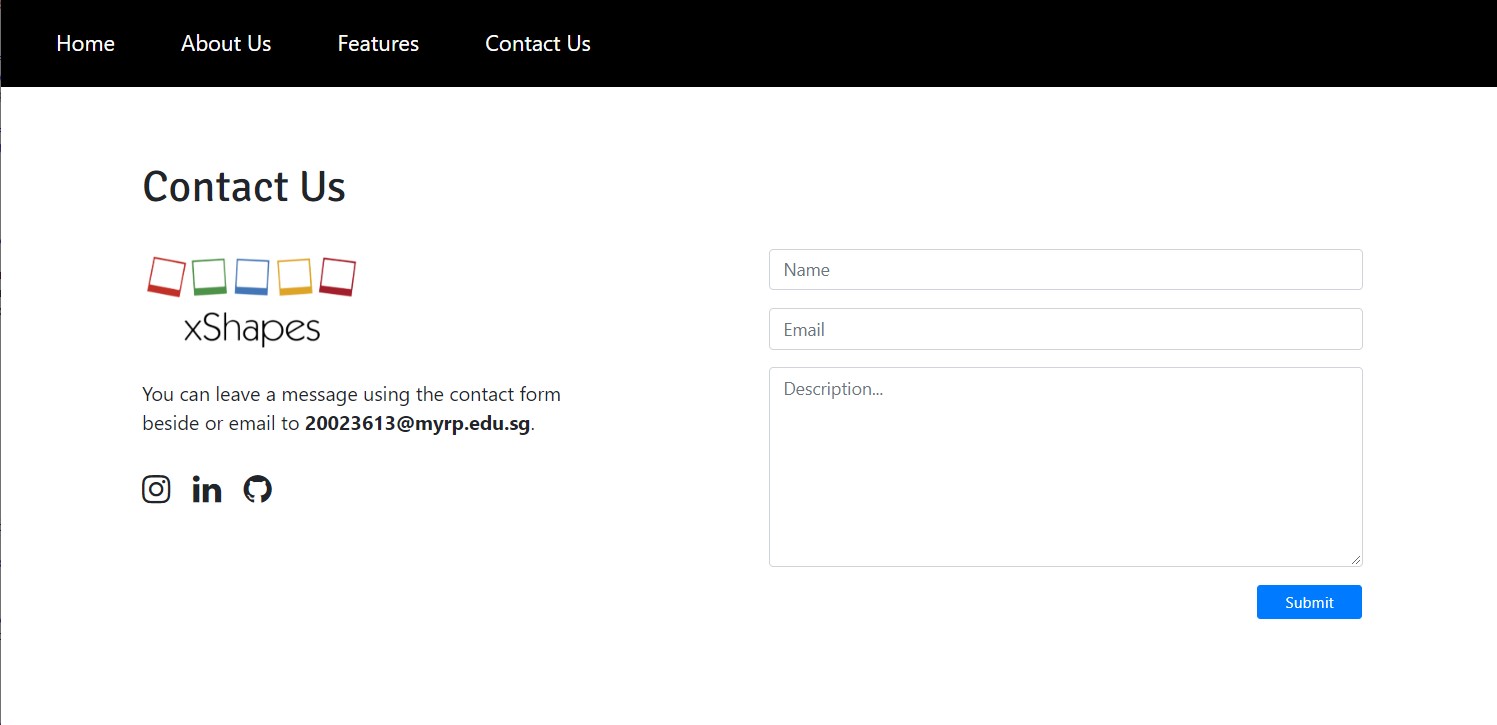 Home About Us Features Contact Us
Contact Us
xShapes
You can leave a message using the contact form
beside or email to 20023613@myrp.edu.sg.
in
Name
Email
Description...
Submit